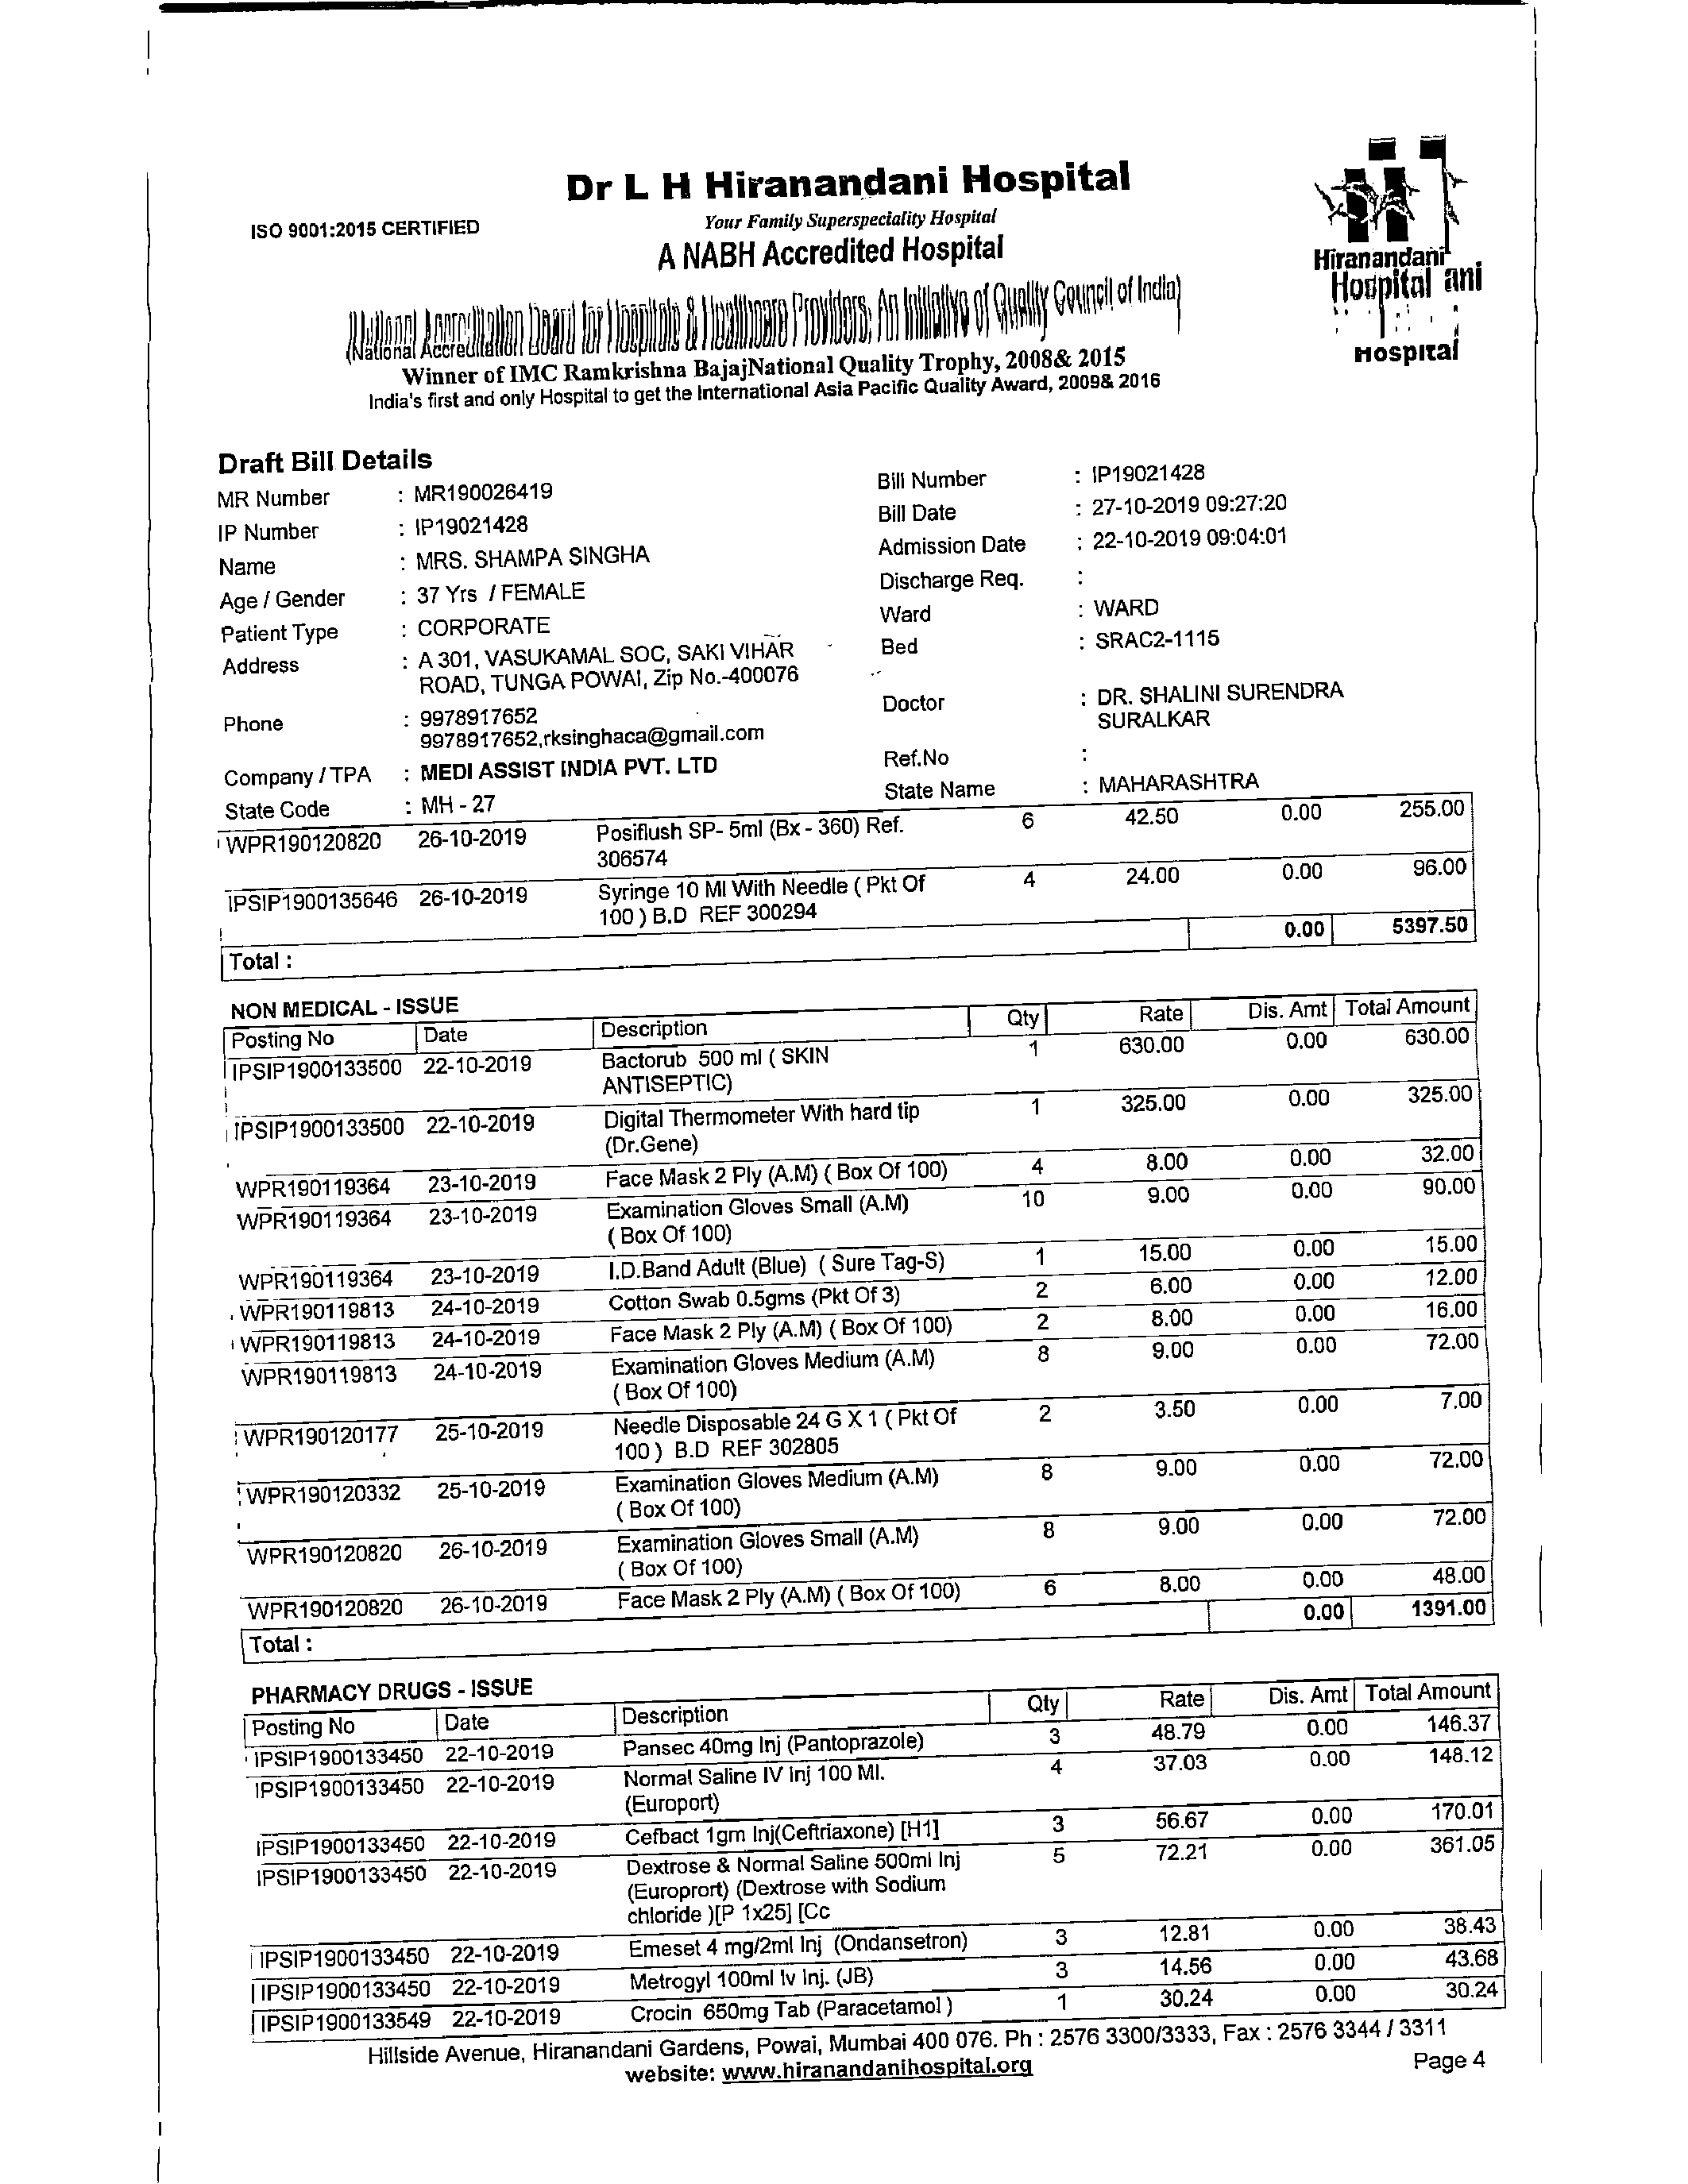 Dr L H Hiranandani Hospital
ISO 9001:2015 CERTIFIED
Your Family Superspeciality Hospital
A NABH Accredited Hospital
Hiranandani
Hospital ani
Hospital
(National Accreditation Board for Hospitals & Healthcare Providers, An Initiative of Quality Council of India)
Winner of IMC Ramkrishna BajajNational Quality Trophy, 2008& 2015
India's first and only Hospital to get the International Asia Pacific Quality Award, 2009& 2016
Draft Bill Details
MR Number : MR190026419 Bill Number : IP19021428
IP Number : IP19021428 Bill Date : 27-10-2019 09:27:20
Name : MRS. SHAMPA SINGHA Admission Date : 22-10-2019 09:04:01
Age / Gender : 37 Yrs / FEMALE Discharge Req. :
Patient Type : CORPORATE Ward : WARD
Address : A 301, VASUKAMAL SOC, SAKI VIHAR Bed : SRAC2-1115
ROAD, TUNGA POWAI, Zip No.-400076
Phone : 9978917652 Doctor : DR. SHALINI SURENDRA
9978917652,rksinghaca@gmail.com SURALKAR
Company / TPA : MEDI ASSIST INDIA PVT. LTD Ref.No :
State Code : MH - 27 State Name : MAHARASHTRA
WPR190120820 26-10-2019 Posiflush SP- 5ml (Bx - 360) Ref. 6 42.50 0.00 255.00
306574
IPSIP1900135646 26-10-2019 Syringe 10 Ml With Needle ( Pkt Of 4 24.00 0.00 96.00
100 ) B.D REF 300294
Total : 0.00 5397.50
NON MEDICAL - ISSUE
Posting No Date Description Qty Rate Dis. Amt Total Amount
IPSIP1900133500 22-10-2019 Bactorub 500 ml ( SKIN 1 630.00 0.00 630.00
ANTISEPTIC)
IPSIP1900133500 22-10-2019 Digital Thermometer With hard tip 1 325.00 0.00 325.00
(Dr.Gene)
WPR190119364 23-10-2019 Face Mask 2 Ply (A.M) ( Box Of 100) 4 8.00 0.00 32.00
WPR190119364 23-10-2019 Examination Gloves Small (A.M) 10 9.00 0.00 90.00
( Box Of 100)
WPR190119364 23-10-2019 I.D.Band Adult (Blue) ( Sure Tag-S) 1 15.00 0.00 15.00
WPR190119813 24-10-2019 Cotton Swab 0.5gms (Pkt Of 3) 2 6.00 0.00 12.00
WPR190119813 24-10-2019 Face Mask 2 Ply (A.M) ( Box Of 100) 2 8.00 0.00 16.00
WPR190119813 24-10-2019 Examination Gloves Medium (A.M) 8 9.00 0.00 72.00
( Box Of 100)
WPR190120177 25-10-2019 Needle Disposable 24 G X 1 ( Pkt Of 2 3.50 0.00 7.00
100 ) B.D REF 302805
WPR190120332 25-10-2019 Examination Gloves Medium (A.M) 8 9.00 0.00 72.00
( Box Of 100)
WPR190120820 26-10-2019 Examination Gloves Small (A.M) 8 9.00 0.00 72.00
( Box Of 100)
WPR190120820 26-10-2019 Face Mask 2 Ply (A.M) ( Box Of 100) 6 8.00 0.00 48.00
Total : 0.00 1391.00
PHARMACY DRUGS - ISSUE
Posting No Date Description Qty Rate Dis. Amt Total Amount
IPSIP1900133450 22-10-2019 Pansec 40mg Inj (Pantoprazole) 3 48.79 0.00 146.37
IPSIP1900133450 22-10-2019 Normal Saline IV Inj 100 Ml. 4 37.03 0.00 148.12
(Europort)
IPSIP1900133450 22-10-2019 Cefbact 1gm Inj(Ceftriaxone) [H1] 3 56.67 0.00 170.01
IPSIP1900133450 22-10-2019 Dextrose & Normal Saline 500ml Inj 5 72.21 0.00 361.05
(Europrort) (Dextrose with Sodium
chloride )[P 1x25] [Cc
IPSIP1900133450 22-10-2019 Emeset 4 mg/2ml Inj (Ondansetron) 3 12.81 0.00 38.43
IPSIP1900133450 22-10-2019 Metrogyl 100ml Iv Inj. (JB) 3 14.56 0.00 43.68
IPSIP1900133549 22-10-2019 Crocin 650mg Tab (Paracetamol ) 1 30.24 0.00 30.24
Hillside Avenue, Hiranandani Gardens, Powai, Mumbai 400 076. Ph : 2576 3300/3333, Fax : 2576 3344 / 3311
website: www.hiranandanihospital.org
Page 4